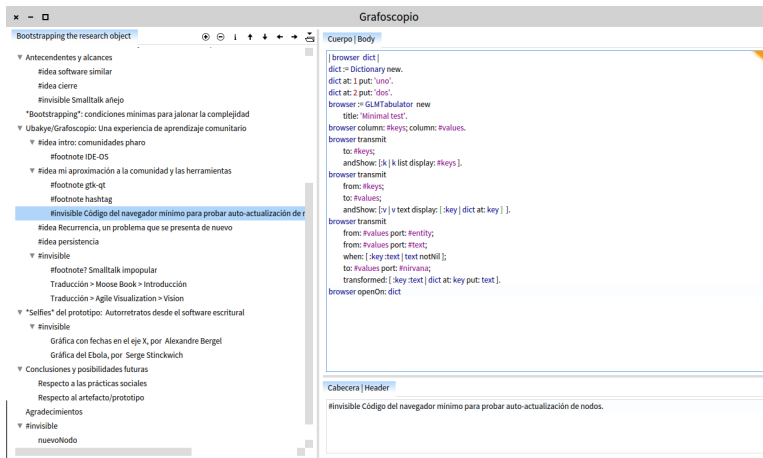 Grafoscopio
Bootstrapping the research object
Antecendentes y alcances
#idea software similar
#idea cierre
#invisible Smalltalk añejo
*Bootstrapping*: condiciones mínimas para jalonar la complejidad
Ubakye/Grafoscopio: Una experiencia de aprendizaje comunitario
#idea intro: comunidades pharo
#footnote IDE-OS
#idea mi aproximación a la comunidad y las herramientas
#footnote gtk-qt
#footnote hashtag
#invisible Código del navegador mínimo para probar auto-actualización de
#idea Recurrencia, un problema que se presenta de nuevo
#idea persistencia
#invisible
#footnote? Smalltalk impopular
Traducción > Moose Book > Introducción
Traducción > Agile Visualization > Vision
*Selfies* del prototipo: Autorretratos desde el software escritural
#invisible
Gráfica con fechas en el eje X, por Alexandre Bergel
Gráfica del Ebola, por Serge Stinckwich
Conclusiones y posibilidades futuras
Respecto a las prácticas sociales
Respecto al artefacto/prototipo
Agradecimientos
#invisible
nuevoNodo
Cuerpo | Body
| browser dict |
dict := Dictionary new.
dict at: 1 put: 'uno'.
dict at: 2 put: 'dos'.
browser := GLMTabulator new
title: 'Minimal test'.
browser column: #keys; column: #values.
browser transmit
to: #keys;
andShow: [:k | k list display: #keys ].
browser transmit
from: #keys;
to: #values;
andShow: [:v | v text display: [ :key | dict at: key ] ].
browser transmit
from: #values port: #entity;
from: #values port: #text;
when: [ :key :text | text notNil ];
to: #values port: #nirvana;
transformed: [ :key :text | dict at: key put: text ].
browser openOn: dict
Cabecera | Header
#invisible Código del navegador mínimo para probar auto-actualización de nodos.